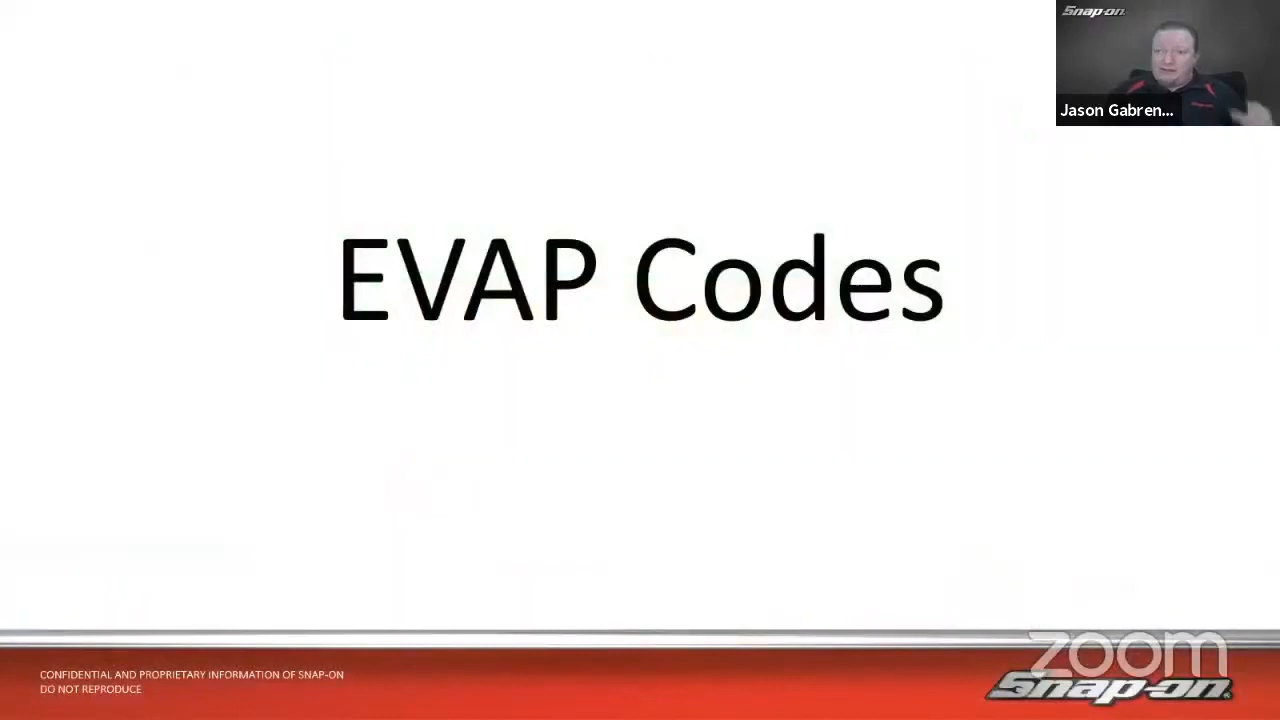 Snap-on
Jason Gabren...
EVAP Codes
CONFIDENTIAL AND PROPRIETARY INFORMATION OF SNAP-ON
DO NOT REPRODUCE
zoom
Snap-on